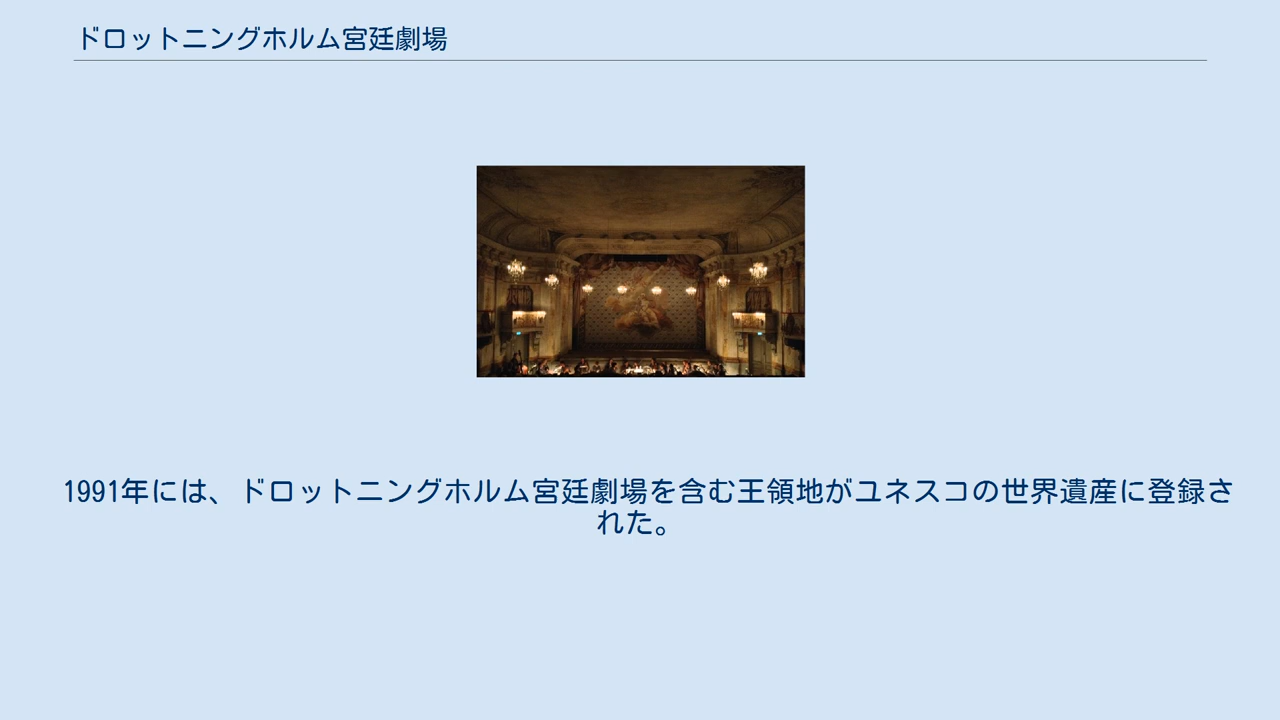 ドロットニングホルム宮廷劇場
1991年には、ドロットニングホルム宮廷劇場を含む王領地がユネスコの世界遺産に登録さ
れた。